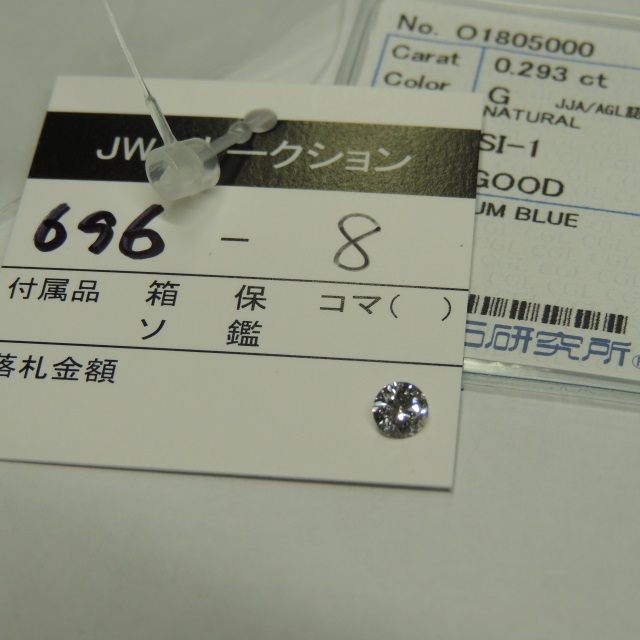 No. O1805000
Carat 0.293 ct
Color G JJA/AGL
NATURAL
SI-1
GOOD
UM BLUE
研究所
JW クション
696 - 8
付属品 箱 保 コマ( )
ソ 鑑
落札金額